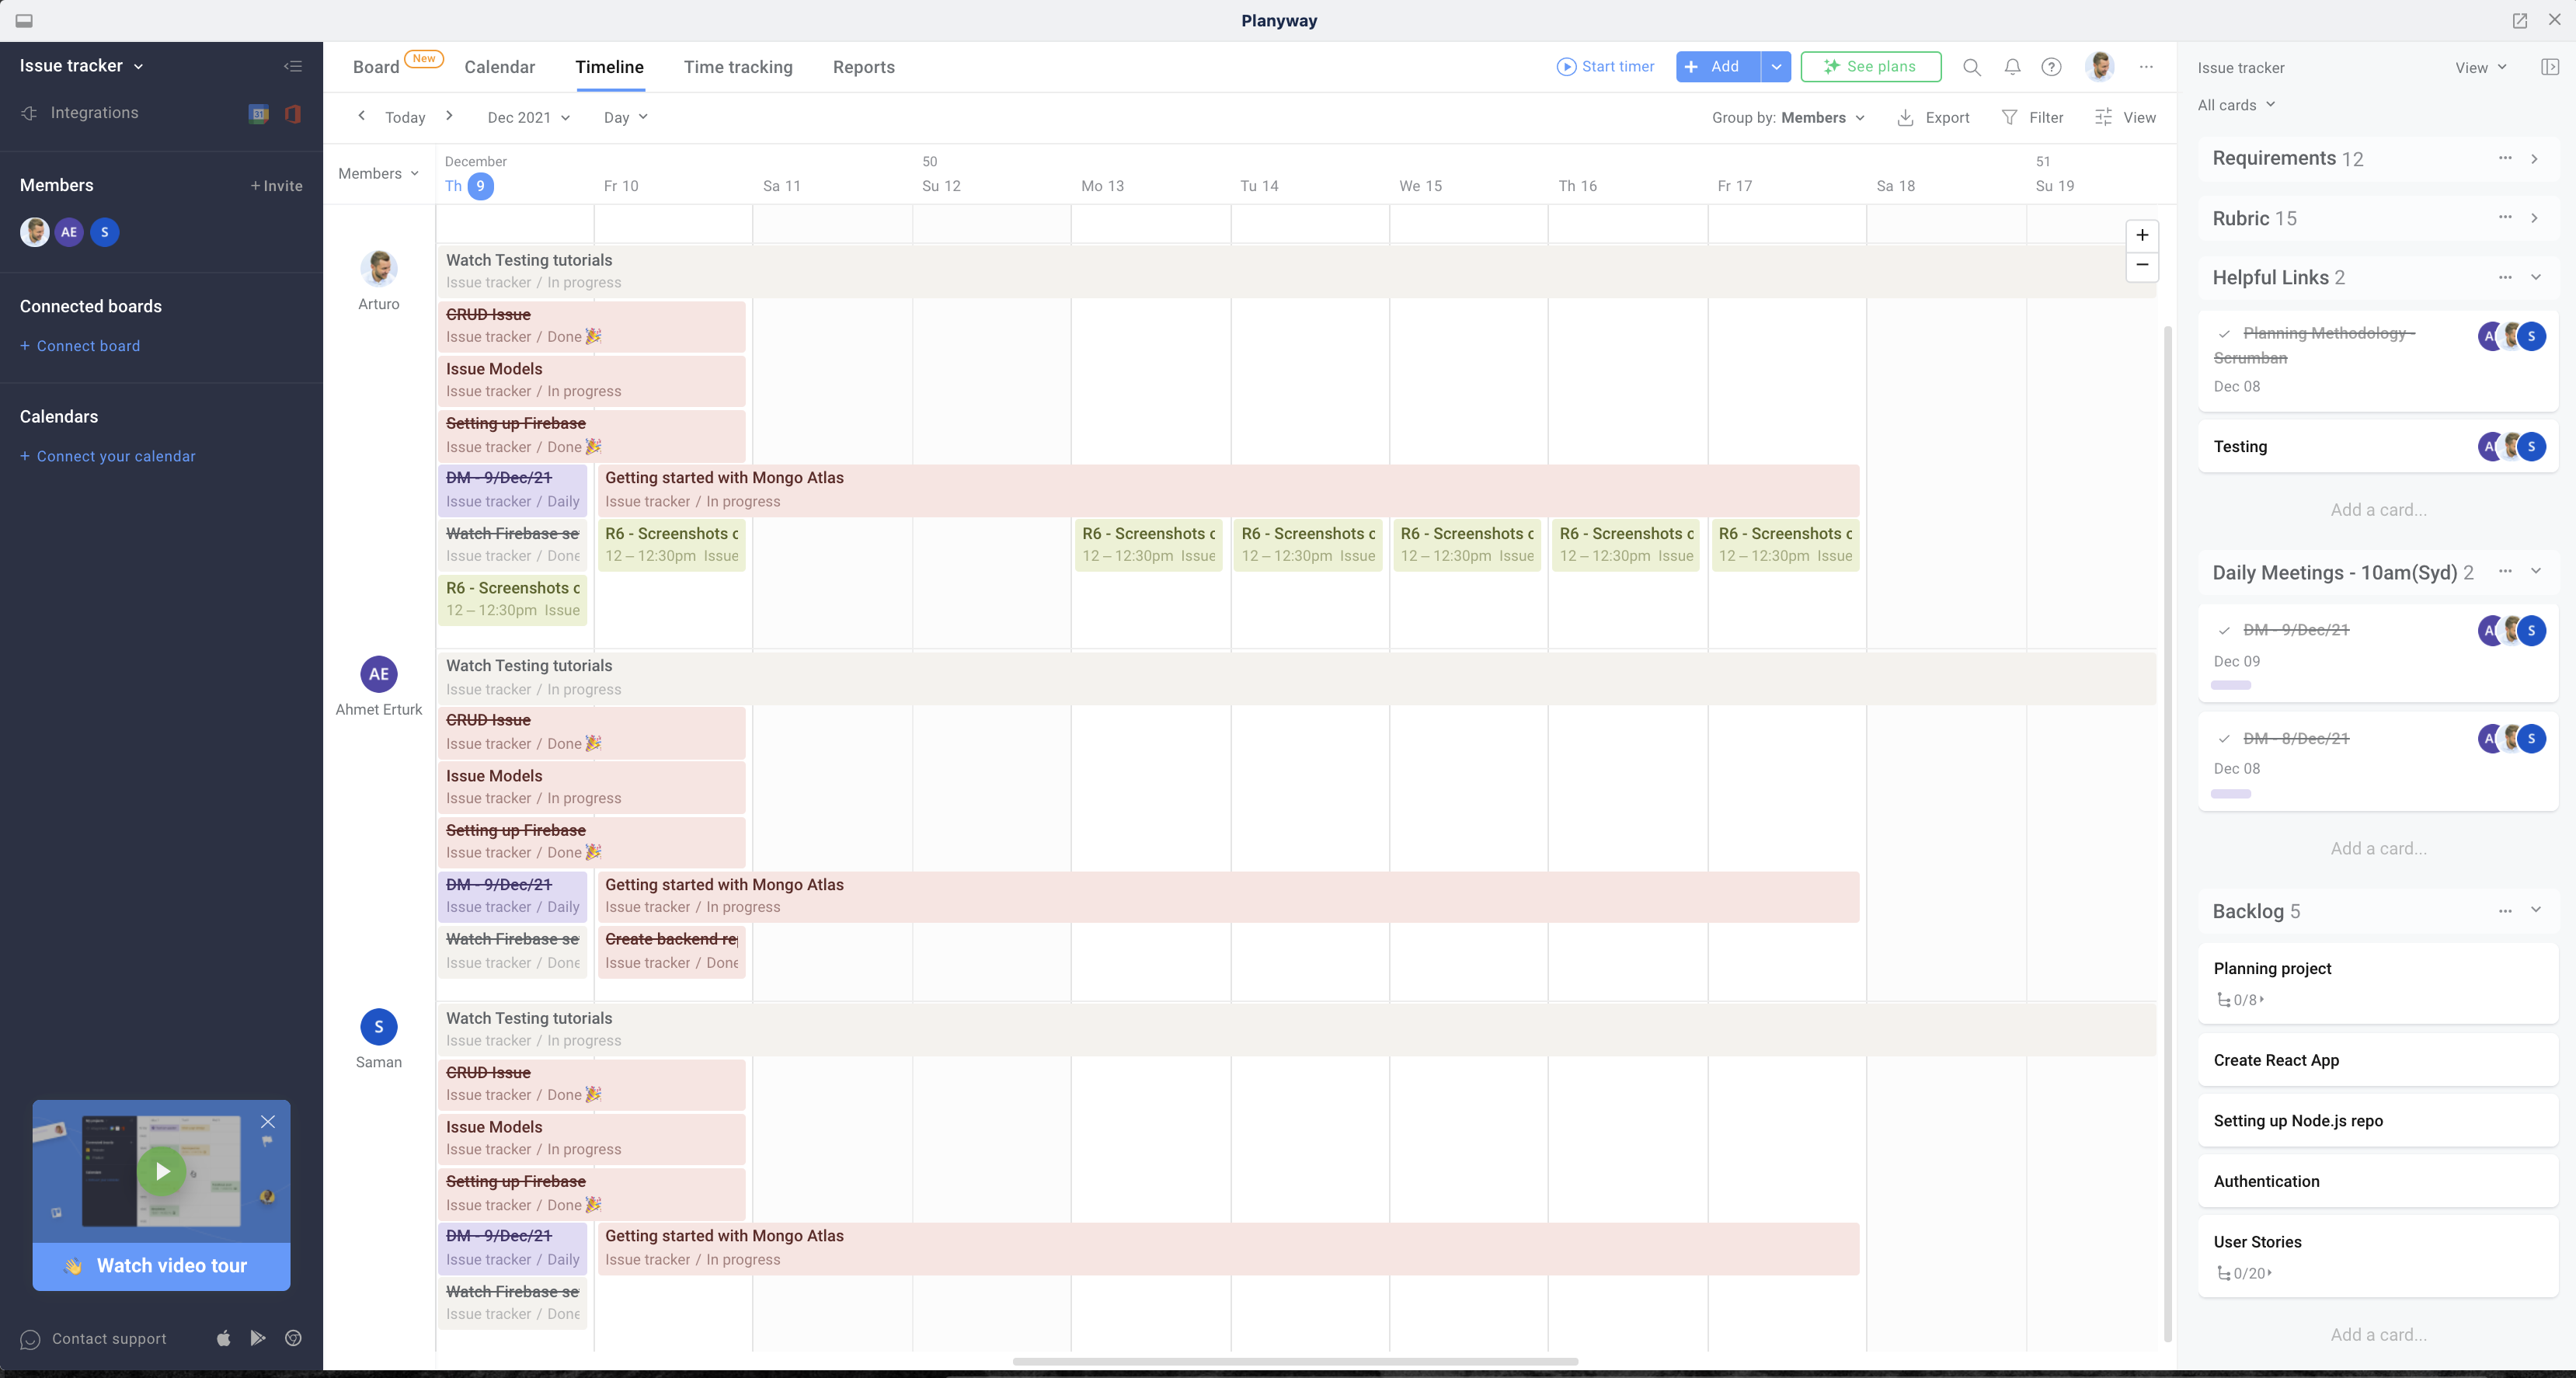 Planyway
Issue tracker
Integrations
31
Members
+ Invite
AE
S
Connected boards
+ Connect board
Calendars
+ Connect your calendar
Watch video tour
Contact support
Board
New
Calendar
Timeline
Time tracking
Reports
Start timer
+ Add
See plans
Today
Dec 2021
Day
Group by: Members
Export
Filter
View
Members
December
50
51
Th 9
Fr 10
Sa 11
Su 12
Mo 13
Tu 14
We 15
Th 16
Fr 17
Sa 18
Su 19
+
−
Arturo
Watch Testing tutorials
Issue tracker / In progress
CRUD Issue
Issue tracker / Done 🎉
Issue Models
Issue tracker / In progress
Setting up Firebase
Issue tracker / Done 🎉
DM - 9/Dec/21
Issue tracker / Daily
Getting started with Mongo Atlas
Issue tracker / In progress
Watch Firebase se
Issue tracker / Done
R6 - Screenshots c
12 – 12:30pm Issue
R6 - Screenshots c
12 – 12:30pm Issue
R6 - Screenshots c
12 – 12:30pm Issue
R6 - Screenshots c
12 – 12:30pm Issue
R6 - Screenshots c
12 – 12:30pm Issue
R6 - Screenshots c
12 – 12:30pm Issue
R6 - Screenshots c
12 – 12:30pm Issue
AE
Ahmet Erturk
Watch Testing tutorials
Issue tracker / In progress
CRUD Issue
Issue tracker / Done 🎉
Issue Models
Issue tracker / In progress
Setting up Firebase
Issue tracker / Done 🎉
DM - 9/Dec/21
Issue tracker / Daily
Getting started with Mongo Atlas
Issue tracker / In progress
Watch Firebase se
Issue tracker / Done
Create backend re
Issue tracker / Done
S
Saman
Watch Testing tutorials
Issue tracker / In progress
CRUD Issue
Issue tracker / Done 🎉
Issue Models
Issue tracker / In progress
Setting up Firebase
Issue tracker / Done 🎉
DM - 9/Dec/21
Issue tracker / Daily
Getting started with Mongo Atlas
Issue tracker / In progress
Watch Firebase se
Issue tracker / Done
Issue tracker
View
All cards
Requirements 12
Rubric 15
Helpful Links 2
Planning Methodology -
Scrumban
Dec 08
A
S
Testing
A
S
Add a card...
Daily Meetings - 10am(Syd) 2
DM - 9/Dec/21
Dec 09
A
S
DM - 8/Dec/21
Dec 08
A
S
Add a card...
Backlog 5
Planning project
0/8
Create React App
Setting up Node.js repo
Authentication
User Stories
0/20
Add a card...